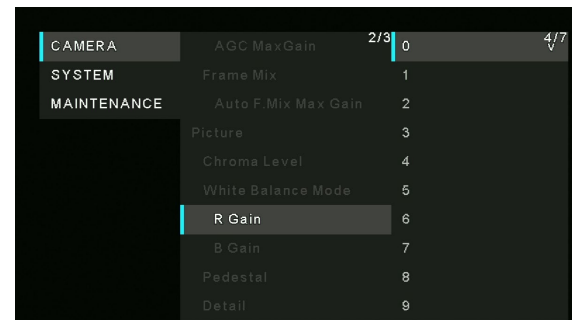 CAMERA
SYSTEM
MAINTENANCE
2/3
AGC MaxGain
Frame Mix
Auto F.Mix Max Gain
Picture
Chroma Level
White Balance Mode
R Gain
B Gain
Pedestal
Detail
4/7
0
1
2
3
4
5
6
7
8
9